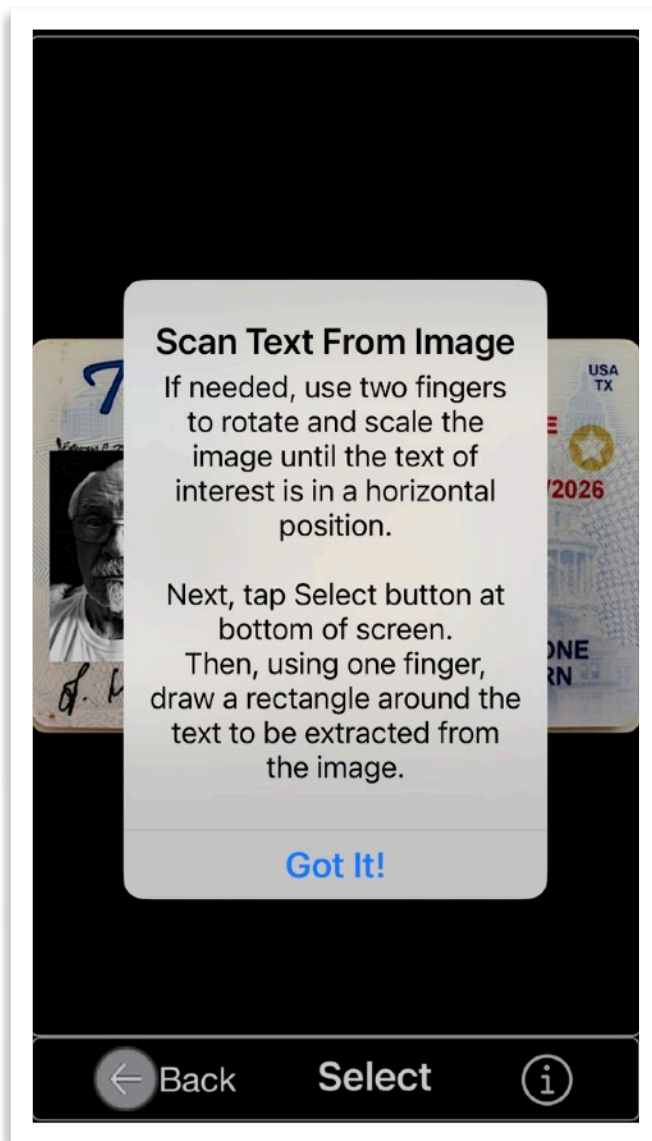 Scan Text From Image
If needed, use two fingers
to rotate and scale the
image until the text of
interest is in a horizontal
position.
Next, tap Select button at
bottom of screen.
Then, using one finger,
draw a rectangle around the
text to be extracted from
the image.
Got It!
USA
TX
/2026
Back Select